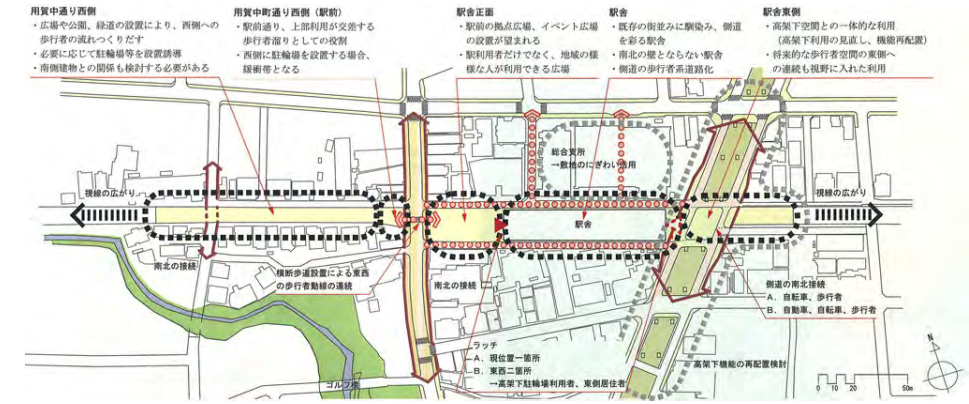 用賀中町通り西側
・広場や公園、緑道の設置により、西側への
歩行者の流れつくりだす
・必要に応じて駐輪場等を設置誘導
・南側建物との関係も検討する必要がある
用賀中町通り西側（駅前）
・駅前通り、上部利用が交差する
歩行者溜りとしての役割
・西側に駐輪場を設置する場合、
緩衝帯となる
駅舎正面
・駅前の拠点広場、イベント広場
の設置が望まれる
・駅利用者だけでなく、地域の様
様な人が利用できる広場
駅舎
・既存の街並みに馴染み、側道
を彩る駅舎
・南北の壁とならない駅舎
・側道の歩行者系道路化
駅舎東側
・高架下空間との一体的な利用
（高架下利用の見直し、機能再配置）
・将来的な歩行者空間の東側へ
の連続も視野に入れた利用
総合支所
→敷地のにぎわい活用
視線の広がり
駅舎
視線の広がり
南北の接続
横断歩道設置による東西
の歩行者動線の連続
南北の接続
側道の南北接続
A．自転車、歩行者
B．自動車、自転車、歩行者
ラッチ
A．現位置一箇所
B．東西二箇所
→高架下駐輪場利用者、東側居住者
高架下機能の再配置検討
ゴルフ橋
N
0 10 20 50m